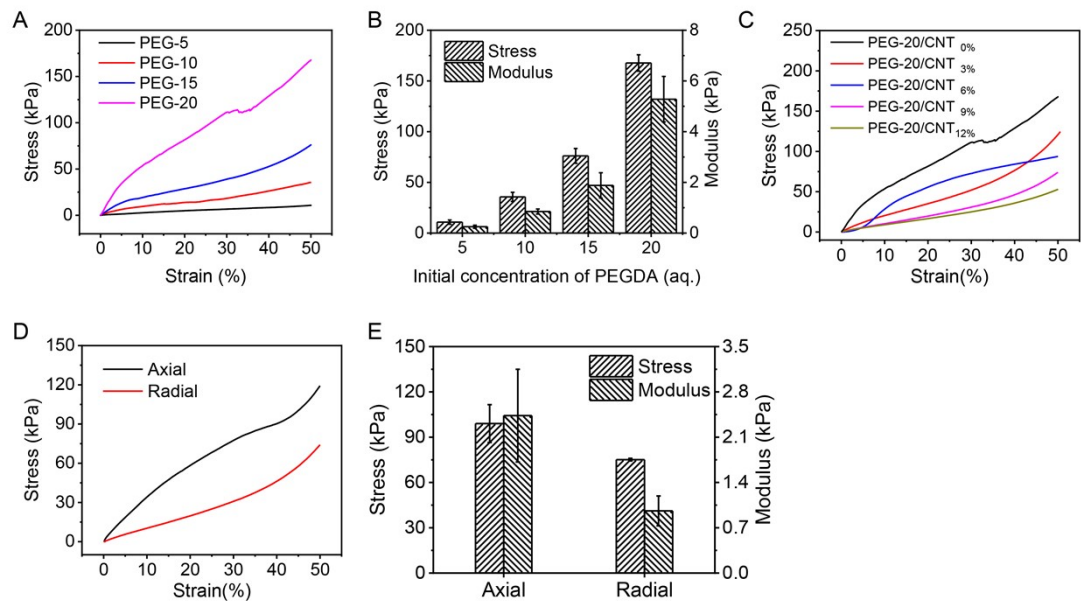 A
200
150
100
50
0
Stress (kPa)
PEG-5
PEG-10
PEG-15
PEG-20
0 10 20 30 40 50
Strain (%)
B
200
150
100
50
0
Stress (kPa)
Stress
Modulus
8
6
4
2
0
Modulus (kPa)
5 10 15 20
Initial concentration of PEGDA (aq.)
C
250
200
150
100
50
0
Stress (kPa)
PEG-20/CNT 0%
PEG-20/CNT 3%
PEG-20/CNT 6%
PEG-20/CNT 9%
PEG-20/CNT12%
0 10 20 30 40 50
Strain(%)
D
150
120
90
60
30
0
Stress (kPa)
Axial
Radial
0 10 20 30 40 50
Strain(%)
E
150
120
90
60
30
0
Stress (kPa)
Stress
Modulus
3.5
2.8
2.1
1.4
0.7
0.0
Modulus (kPa)
Axial Radial